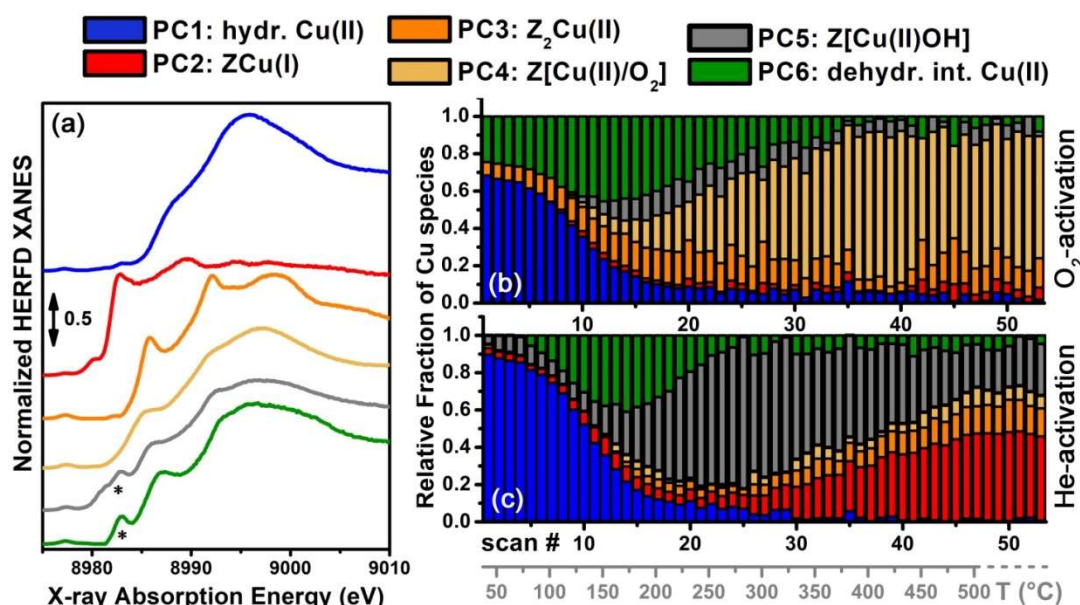 PC1: hydr. Cu(II) PC3: Z₂Cu(II) PC5: Z[Cu(II)OH]
PC2: ZCu(I) PC4: Z[Cu(II)/O₂] PC6: dehydr. int. Cu(II)
(a)
Normalized HERFD XANES
0.5
*
*
8980 8990 9000 9010
X-ray Absorption Energy (eV)
Relative Fraction of Cu species
1.0
0.8
0.6
0.4
0.2
0.0
(b)
10 20 30 40 50
O₂-activation
1.0
0.8
0.6
0.4
0.2
0.0
(c)
He-activation
scan # 10 20 30 40 50
50 100 150 200 250 300 350 400 450 500 T (°C)